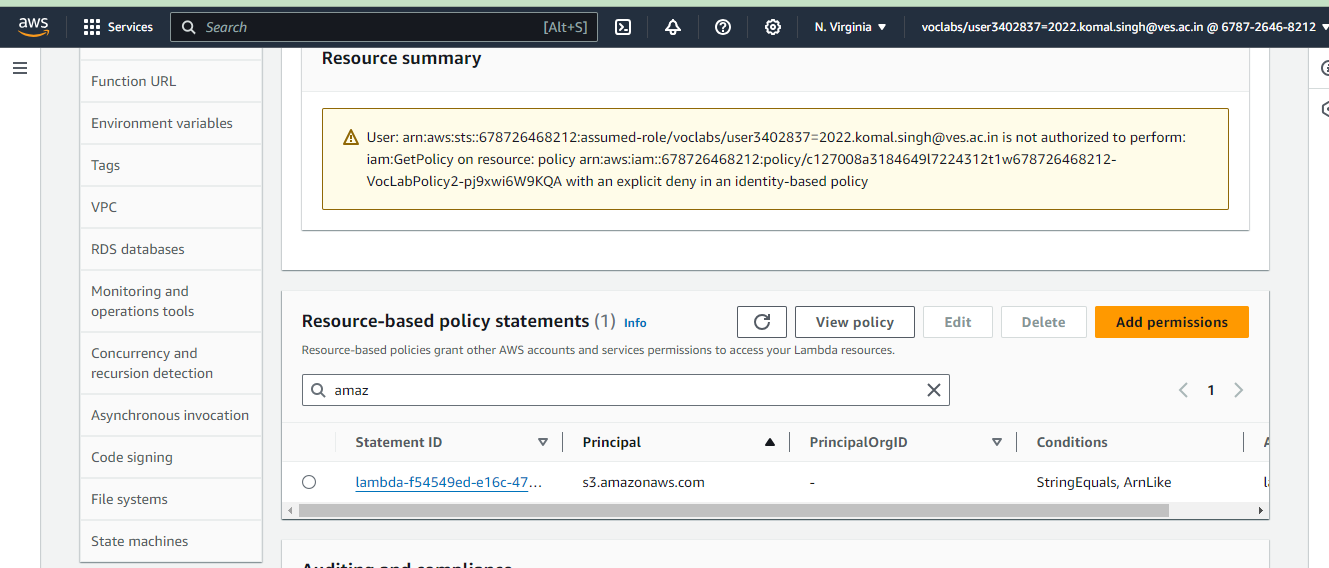 aws
Services
Search
[Alt+S]
N. Virginia
voclabs/user3402837=2022.komal.singh@ves.ac.in @ 6787-2646-8212
Function URL
Environment variables
Tags
VPC
RDS databases
Monitoring and
operations tools
Concurrency and
recursion detection
Asynchronous invocation
Code signing
File systems
State machines
Resource summary
User: arn:aws:sts::678726468212:assumed-role/voclabs/user3402837=2022.komal.singh@ves.ac.in is not authorized to perform:
iam:GetPolicy on resource: policy arn:aws:iam::678726468212:policy/c127008a3184649l7224312t1w678726468212-
VocLabPolicy2-pj9xwi6W9KQA with an explicit deny in an identity-based policy
Resource-based policy statements (1) Info
View policy
Edit
Delete
Add permissions
Resource-based policies grant other AWS accounts and services permissions to access your Lambda resources.
amaz
1
Statement ID
Principal
PrincipalOrgID
Conditions
lambda-f54549ed-e16c-47...
s3.amazonaws.com
-
StringEquals, ArnLike
Auditing and compliance